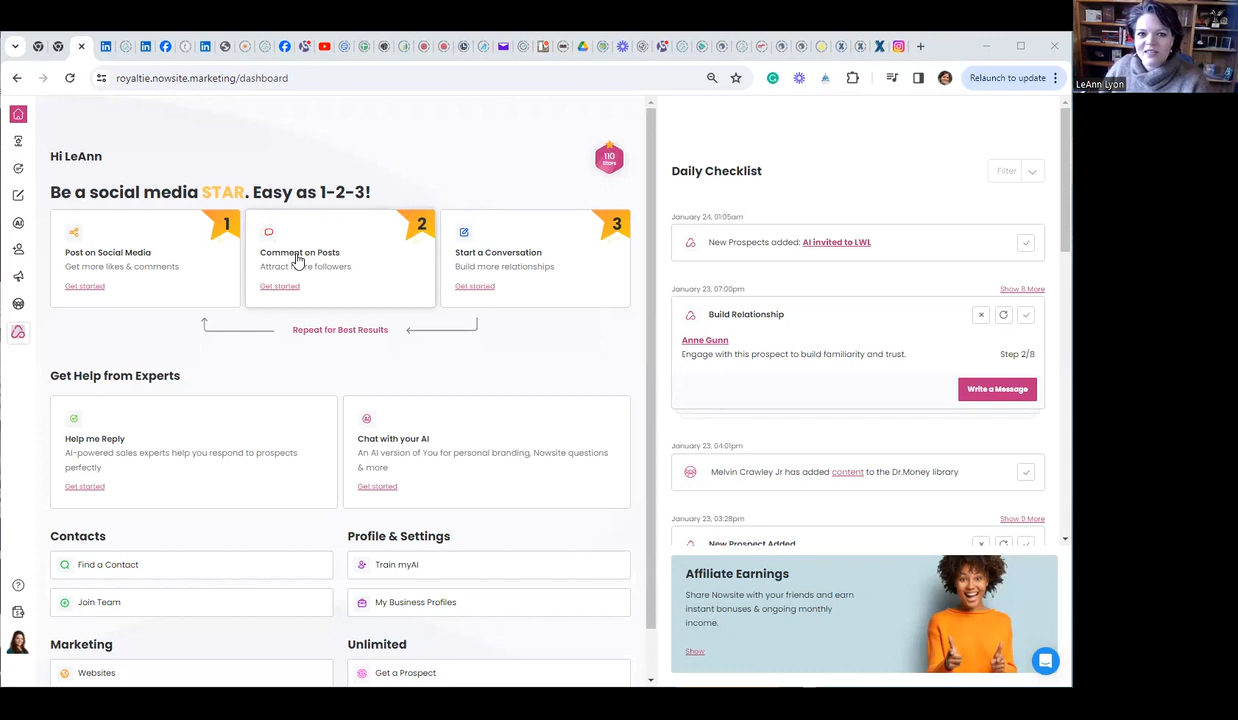 royaltie.nowsite.marketing/dashboard
Relaunch to update
LeAnn Lyon
Hi LeAnn
110
Stars
Be a social media STAR. Easy as 1-2-3!
1
Post on Social Media
Get more likes & comments
Get started
2
Comment on Posts
Attract more followers
Get started
3
Start a Conversation
Build more relationships
Get started
Repeat for Best Results
Get Help from Experts
Help me Reply
AI-powered sales experts help you respond to prospects
perfectly
Get started
AI
Chat with your AI
An AI version of You for personal branding, Nowsite questions
& more
Get started
Contacts
Find a Contact
Join Team
Profile & Settings
Train myAI
My Business Profiles
Marketing
Websites
Unlimited
Get a Prospect
Daily Checklist
Filter
January 24, 01:05am
New Prospects added: AI invited to LWL
January 23, 07:00pm
Show 8 More
Build Relationship
Anne Gunn
Engage with this prospect to build familiarity and trust.
Step 2/8
Write a Message
January 23, 04:01pm
Melvin Crawley Jr has added content to the Dr.Money library
January 23, 03:28pm
Show 9 More
New Prospect Added
Affiliate Earnings
Share Nowsite with your friends and earn
instant bonuses & ongoing monthly
income.
Show